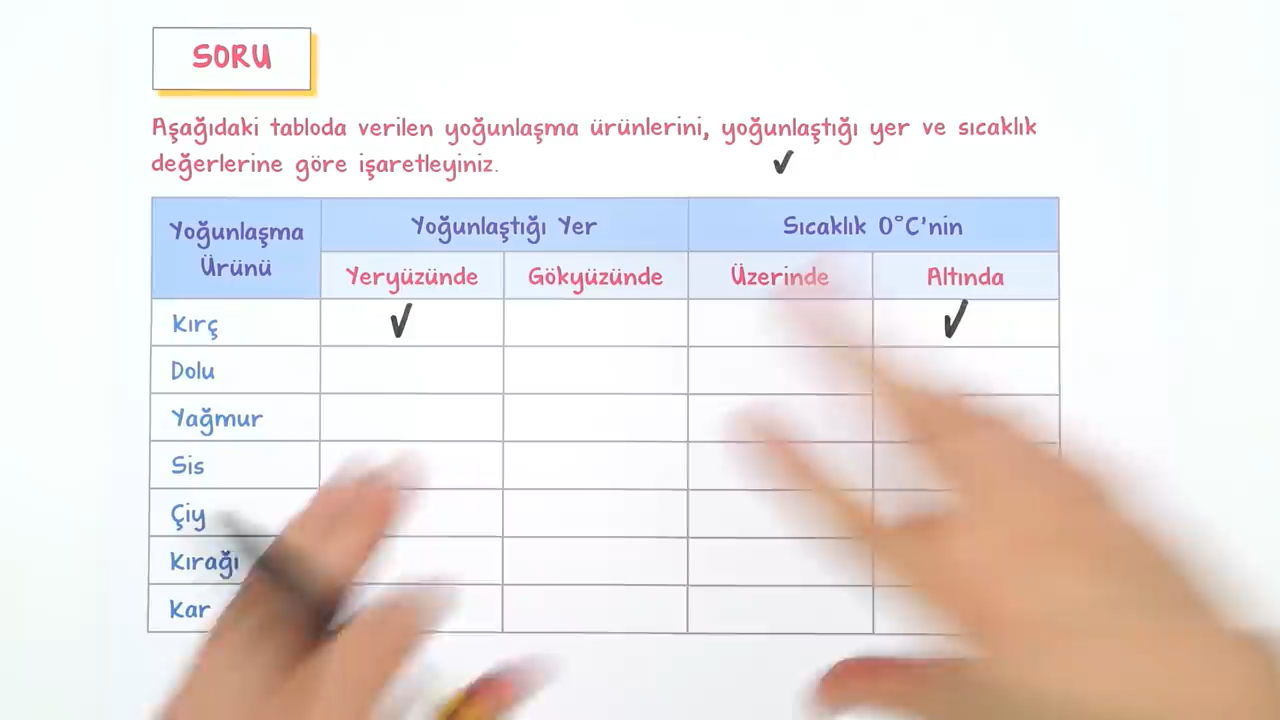 SORU
Aşağıdaki tabloda verilen yoğunlaşma ürünlerini, yoğunlaştığı yer ve sıcaklık
değerlerine göre işaretleyiniz. ✓
Yoğunlaşma Ürünü
Yoğunlaştığı Yer
Sıcaklık 0°C'nin
Yeryüzünde
Gökyüzünde
Üzerinde
Altında
Kırç ✓ ✓
Dolu
Yağmur
Sis
Çiy
Kırağı
Kar